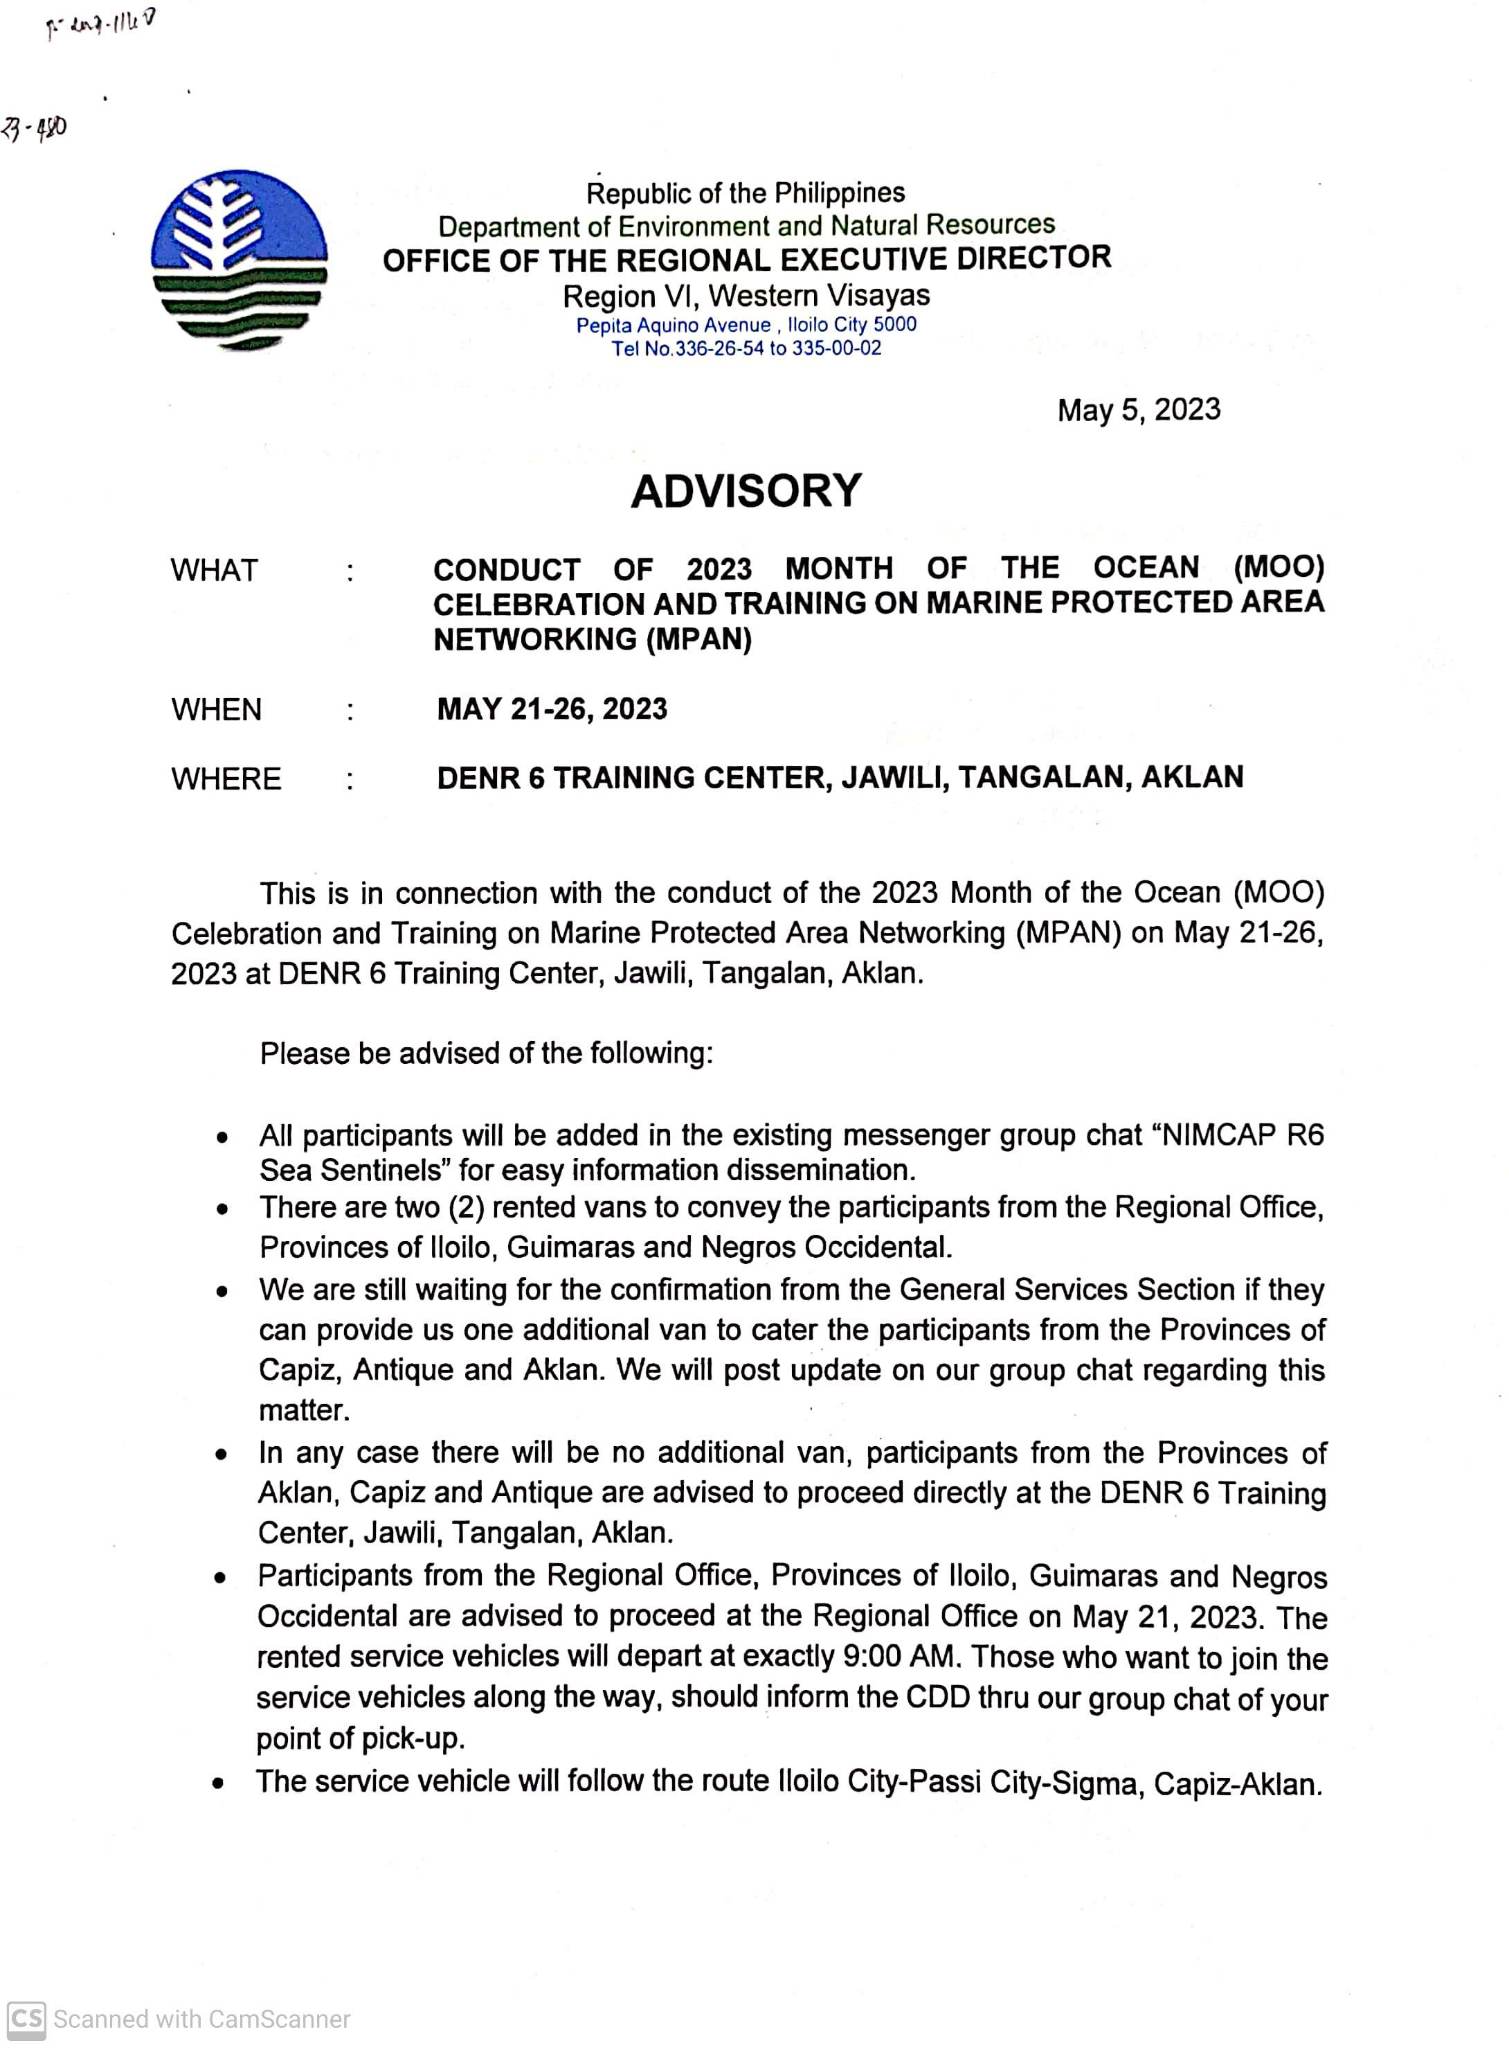 23-480
Republic of the Philippines
Department of Environment and Natural Resources
OFFICE OF THE REGIONAL EXECUTIVE DIRECTOR
Region VI, Western Visayas
Pepita Aquino Avenue , Iloilo City 5000
Tel No.336-26-54 to 335-00-02
May 5, 2023
ADVISORY
WHAT : CONDUCT OF 2023 MONTH OF THE OCEAN (MOO)
CELEBRATION AND TRAINING ON MARINE PROTECTED AREA
NETWORKING (MPAN)
WHEN : MAY 21-26, 2023
WHERE : DENR 6 TRAINING CENTER, JAWILI, TANGALAN, AKLAN
This is in connection with the conduct of the 2023 Month of the Ocean (MOO)
Celebration and Training on Marine Protected Area Networking (MPAN) on May 21-26,
2023 at DENR 6 Training Center, Jawili, Tangalan, Aklan.
Please be advised of the following:
• All participants will be added in the existing messenger group chat “NIMCAP R6
Sea Sentinels” for easy information dissemination.
• There are two (2) rented vans to convey the participants from the Regional Office,
Provinces of Iloilo, Guimaras and Negros Occidental.
• We are still waiting for the confirmation from the General Services Section if they
can provide us one additional van to cater the participants from the Provinces of
Capiz, Antique and Aklan. We will post update on our group chat regarding this
matter.
• In any case there will be no additional van, participants from the Provinces of
Aklan, Capiz and Antique are advised to proceed directly at the DENR 6 Training
Center, Jawili, Tangalan, Aklan.
• Participants from the Regional Office, Provinces of Iloilo, Guimaras and Negros
Occidental are advised to proceed at the Regional Office on May 21, 2023. The
rented service vehicles will depart at exactly 9:00 AM. Those who want to join the
service vehicles along the way, should inform the CDD thru our group chat of your
point of pick-up.
• The service vehicle will follow the route Iloilo City-Passi City-Sigma, Capiz-Aklan.
CS Scanned with CamScanner